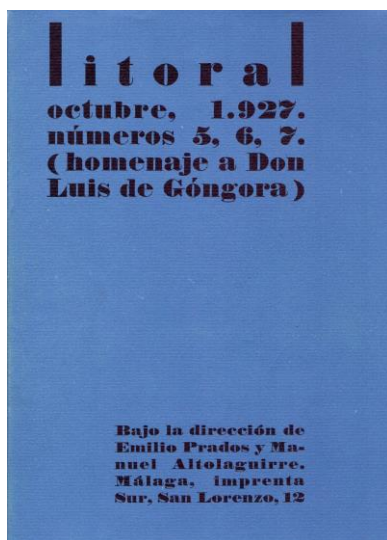 litoral
octubre, 1.927.
números 5, 6, 7.
(homenaje a Don
Luis de Góngora)
Bajo la dirección de
Emilio Prados y Ma-
nuel Altolaguirre.
Málaga, imprenta
Sur, San Lorenzo, 12